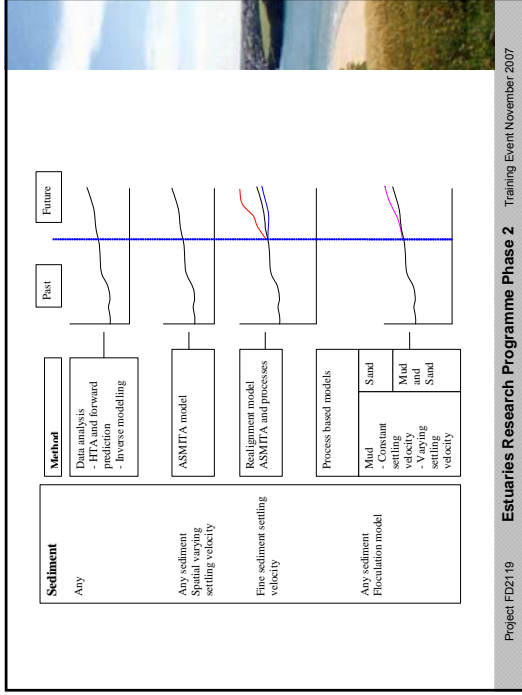 Sediment
Any
Any sediment
Spatial varying
settling velocity
Fine sediment settling
velocity
Any sediment
Floculation model
Method
Data analysis
- HTA and forward
prediction
- Inverse modelling
ASMITA model
Realignment model
ASMITA and processes
Process based models
Mud
- Constant
settling
velocity
- Varying
settling
velocity
Sand
Mud
and
Sand
Past
Future
Project FD2119
Estuaries Research Programme Phase 2
Training Event November 2007